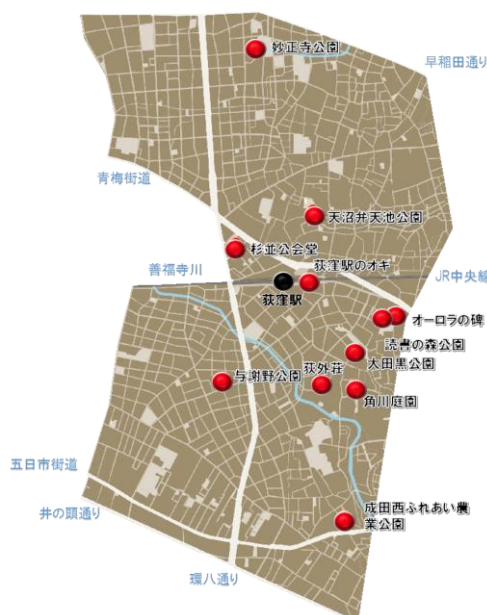 妙正寺公園
早稲田通り
青梅街道
天沼弁天池公園
杉並公会堂
善福寺川
荻窪駅のオキ
JR中央線
荻窪駅
オーロラの碑
読書の森公園
大田黒公園
荻外荘
与謝野公園
角川庭園
五日市街道
井の頭通り
成田西ふれあい農
業公園
環八通り